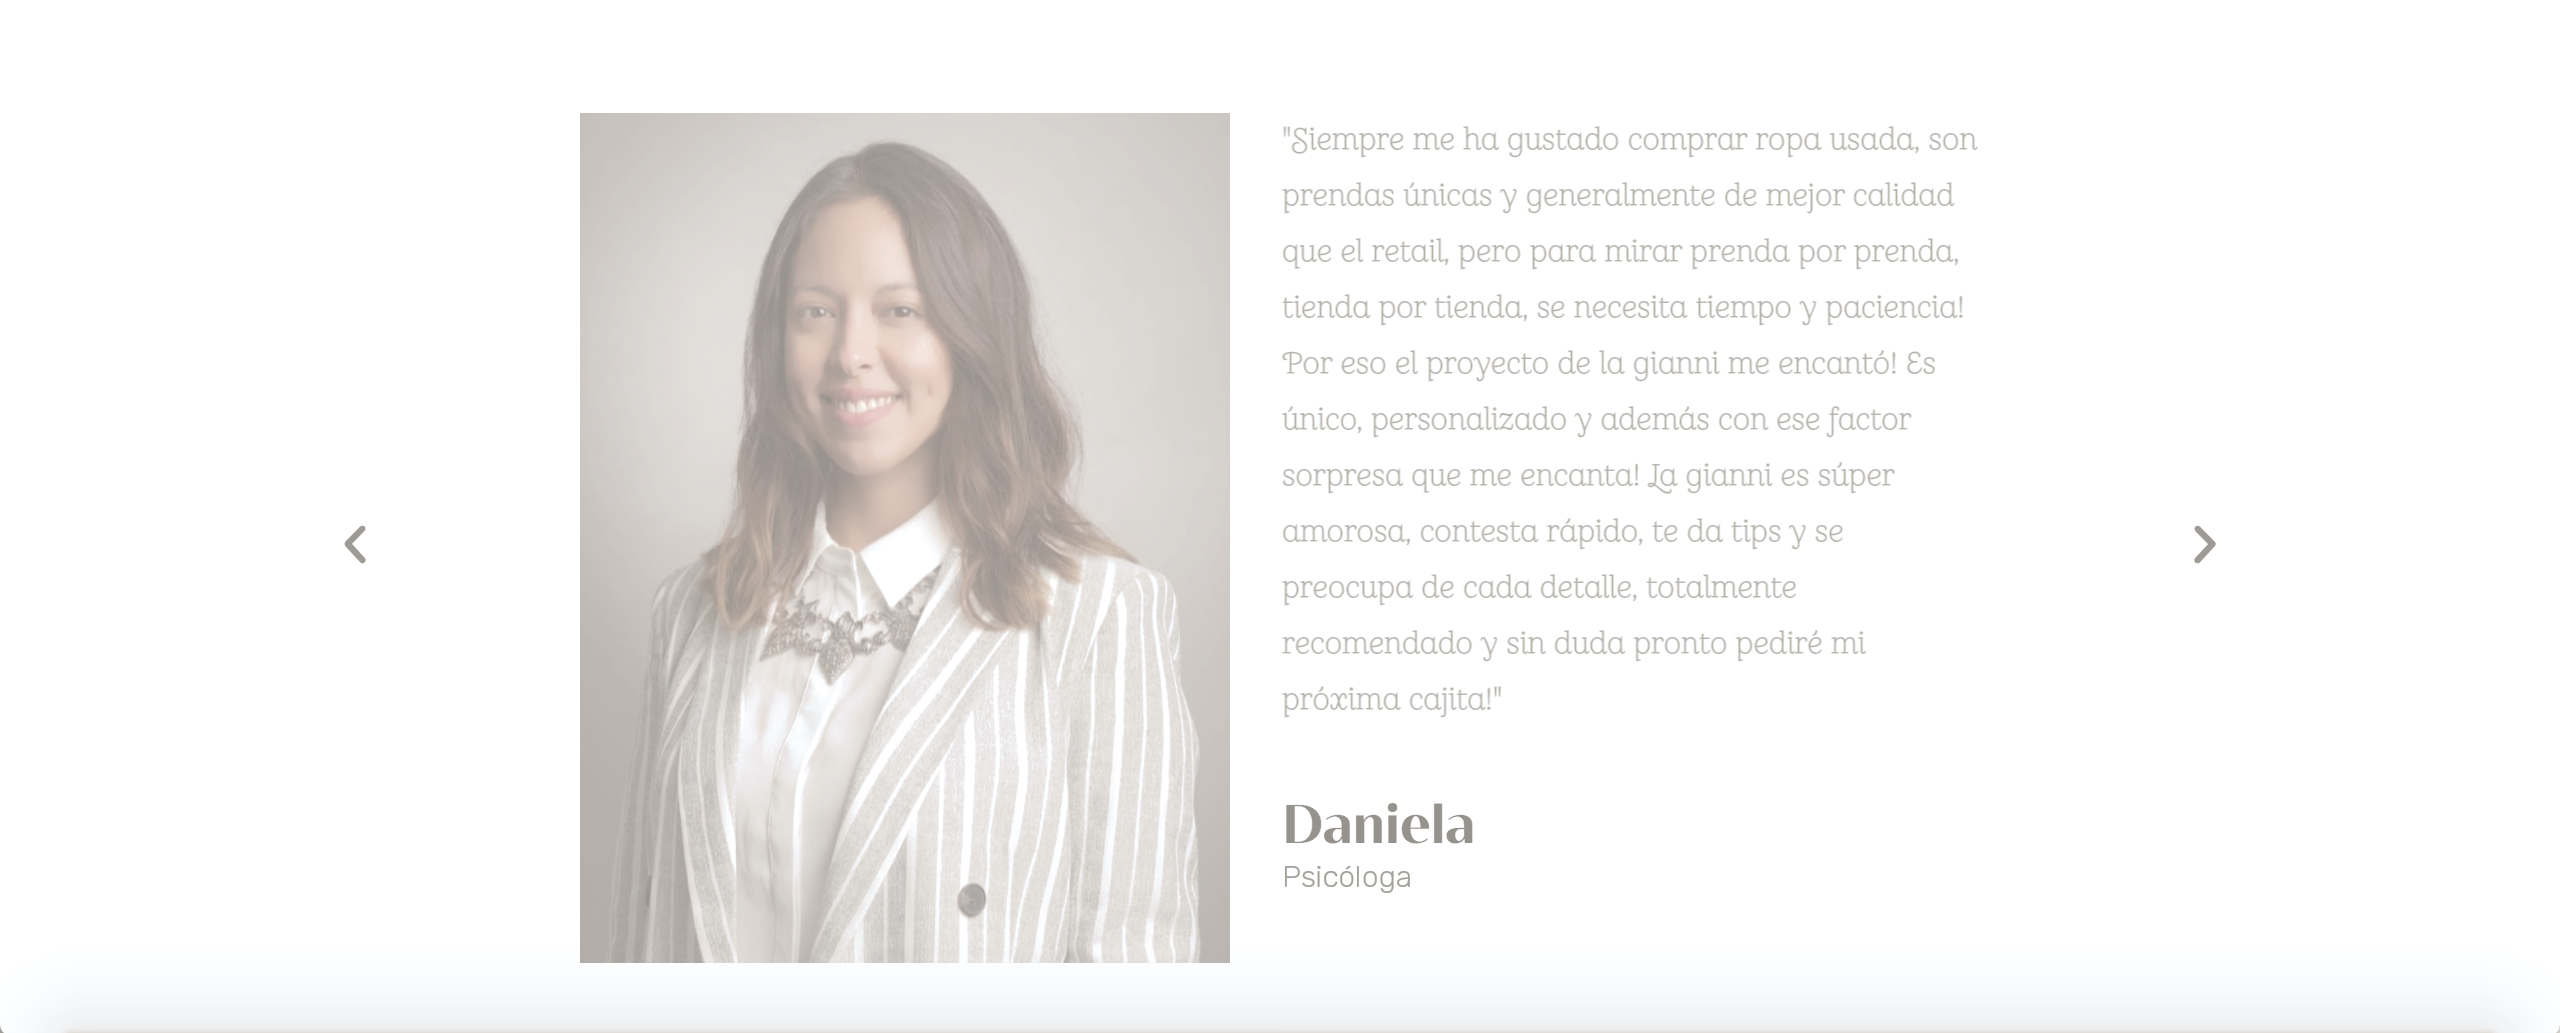 "Siempre me ha gustado comprar ropa usada, son
prendas únicas y generalmente de mejor calidad
que el retail, pero para mirar prenda por prenda,
tienda por tienda, se necesita tiempo y paciencia!
Por eso el proyecto de la gianni me encantó! Es
único, personalizado y además con ese factor
sorpresa que me encanta! La gianni es súper
amorosa, contesta rápido, te da tips y se
preocupa de cada detalle, totalmente
recomendado y sin duda pronto pediré mi
próxima cajita!"
Daniela
Psicóloga